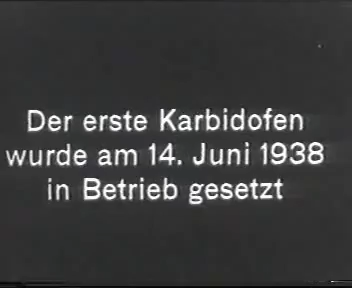 Der erste Karbidofen
wurde am 14. Juni 1938
in Betrieb gesetzt